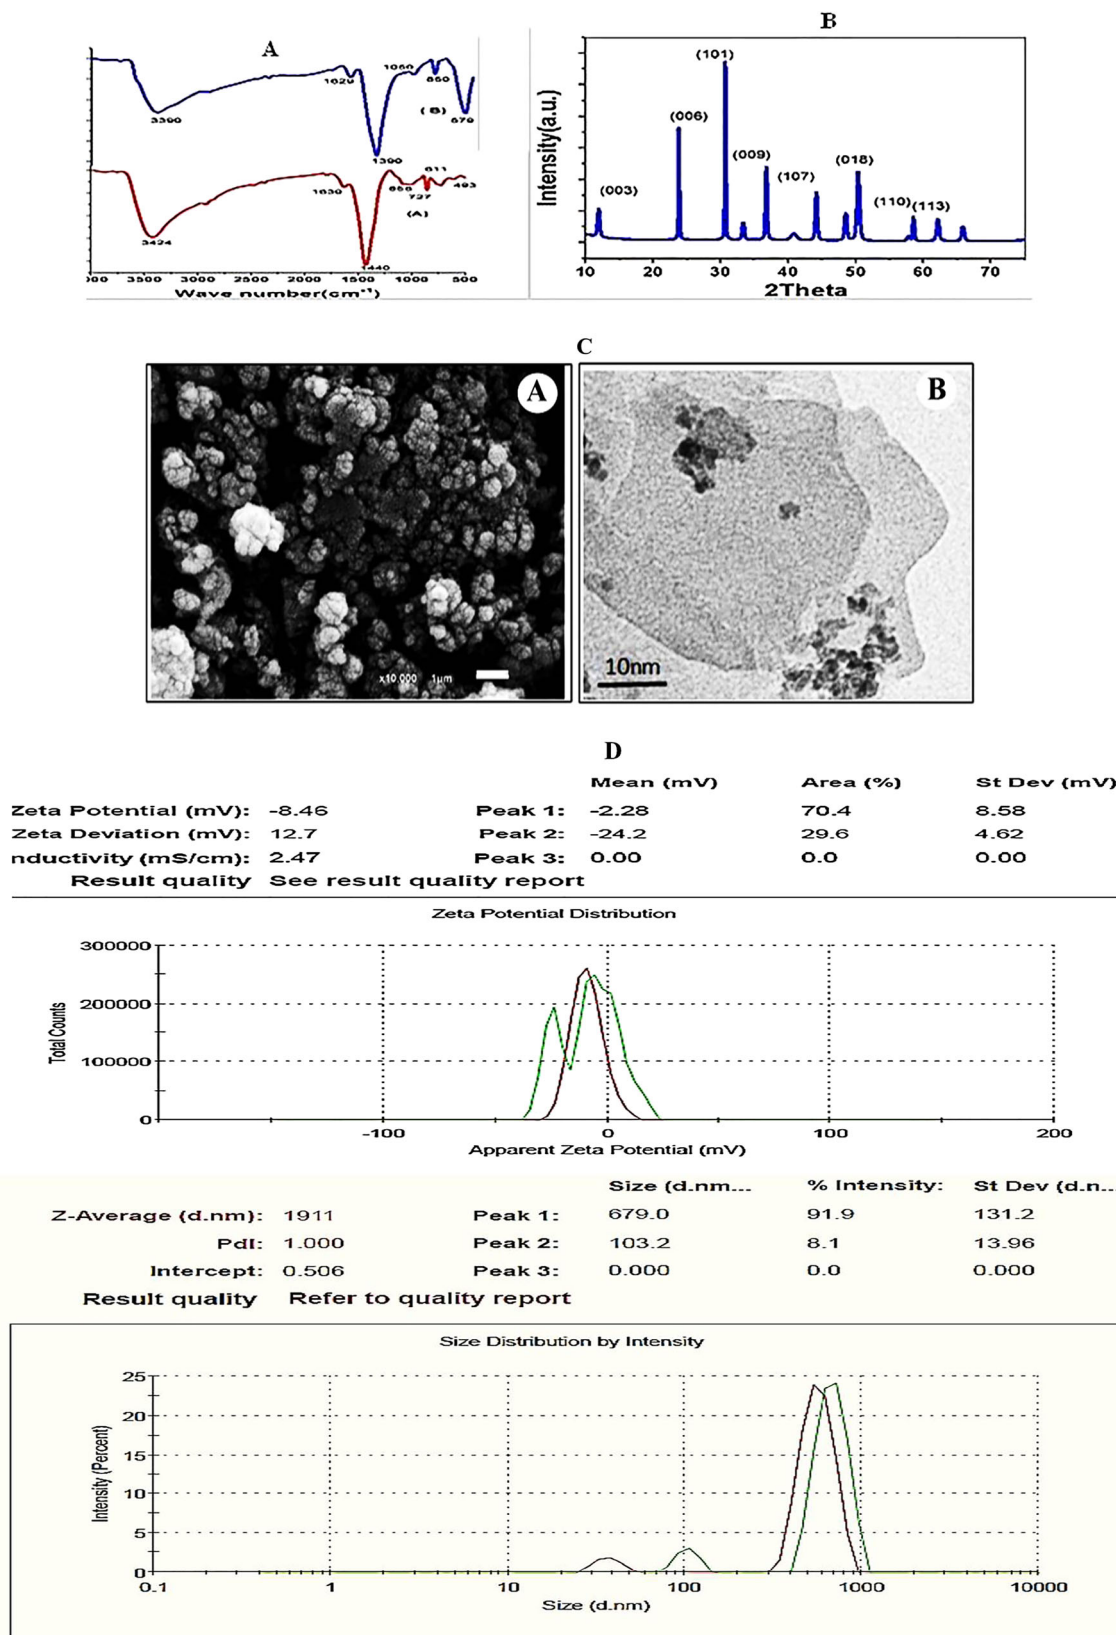 A
1629
1056
860
3390
(B)
579
1390
611
1630
858
727
493
(A)
3424
1440
3500 3000 2500 2000 1500 1000 500
Wave number(cm⁻¹)
B
Intensity(a.u.)
(101)
(006)
(009)
(018)
(107)
(003)
(110)
(113)
10 20 30 40 50 60 70
2Theta
C
A
x10,000 1µm
B
10nm
D
Mean (mV) Area (%) St Dev (mV)
Zeta Potential (mV): -8.46 Peak 1: -2.28 70.4 8.58
Zeta Deviation (mV): 12.7 Peak 2: -24.2 29.6 4.62
nductivity (mS/cm): 2.47 Peak 3: 0.00 0.0 0.00
Result quality See result quality report
Zeta Potential Distribution
Total Counts
300000
200000
100000
0
-100 0 100 200
Apparent Zeta Potential (mV)
Size (d.nm... % Intensity: St Dev (d.n...
Z-Average (d.nm): 1911 Peak 1: 679.0 91.9 131.2
PdI: 1.000 Peak 2: 103.2 8.1 13.96
Intercept: 0.506 Peak 3: 0.000 0.0 0.000
Result quality Refer to quality report
Size Distribution by Intensity
Intensity (Percent)
25
20
15
10
5
0
0.1 1 10 100 1000 10000
Size (d.nm)